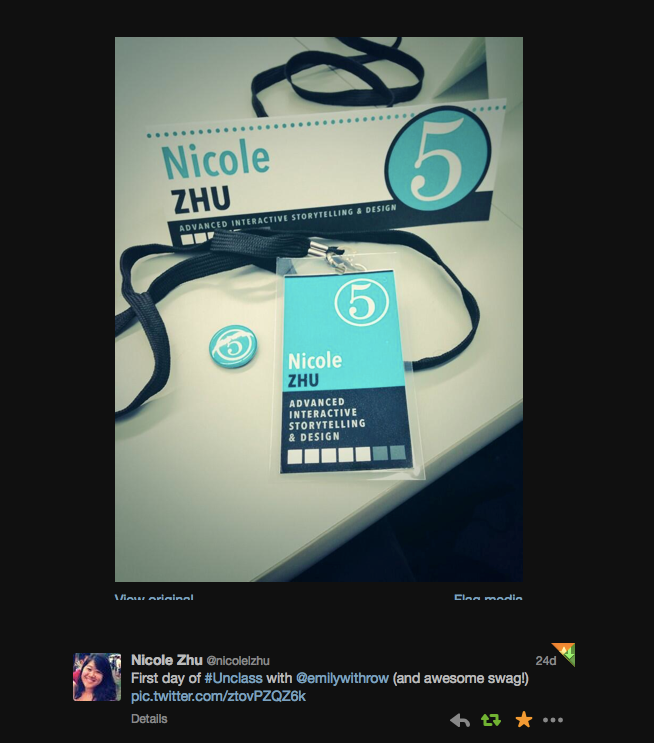 Nicole
ZHU
5
ADVANCED INTERACTIVE STORYTELLING & DESIGN
5
5
Nicole
ZHU
ADVANCED
INTERACTIVE
STORYTELLING
& DESIGN
View original Flag media
Nicole Zhu @nicolelzhu 24d
First day of #Unclass with @emilywithrow (and awesome swag!)
pic.twitter.com/ztovPZQZ6k
Details